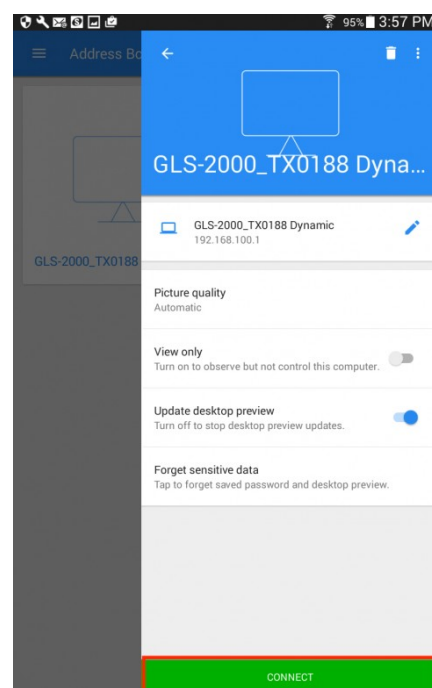 95% 3:57 PM
Address Bo
GLS-2000_TX0188 Dyna...
GLS-2000_TX0188 Dynamic
192.168.100.1
GLS-2000_TX0188
Picture quality
Automatic
View only
Turn on to observe but not control this computer.
Update desktop preview
Turn off to stop desktop preview updates.
Forget sensitive data
Tap to forget saved password and desktop preview.
CONNECT